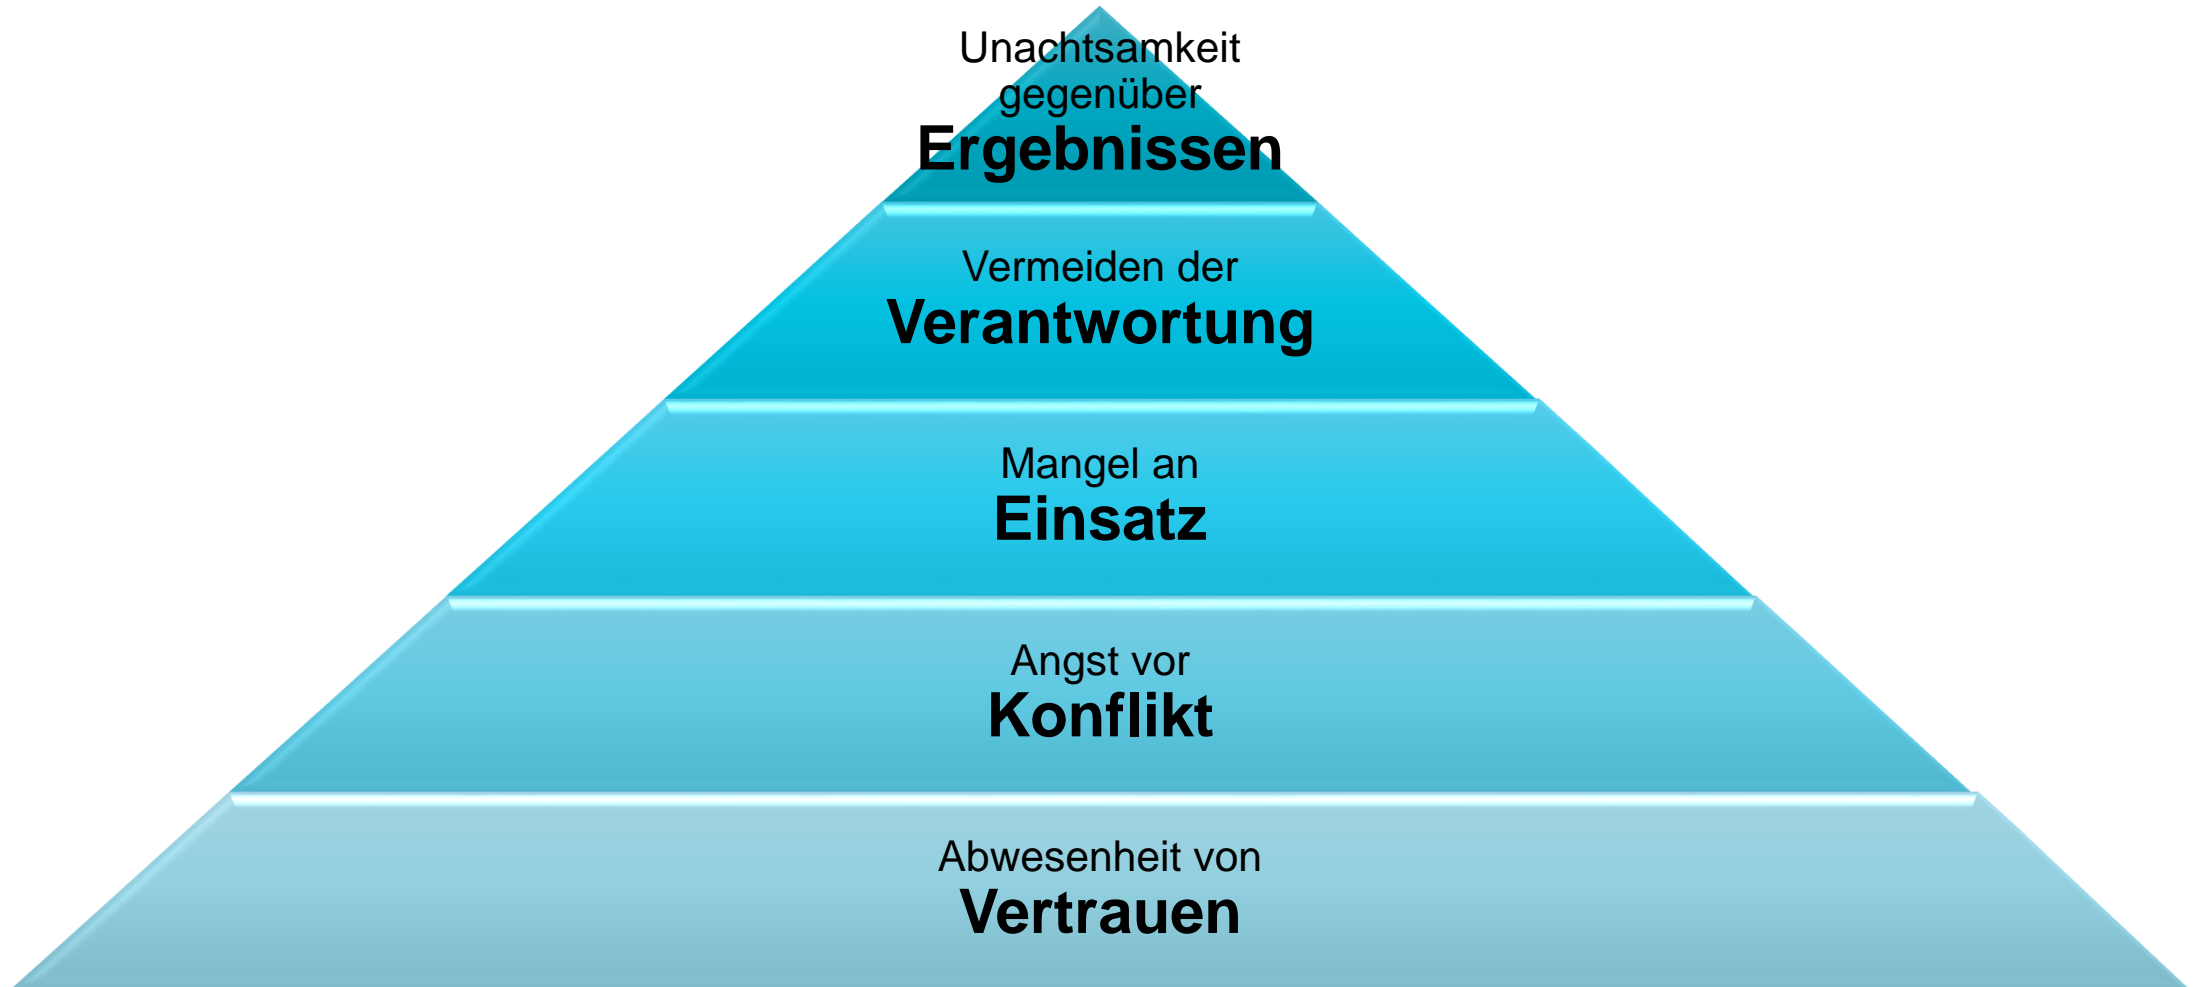 Unachtsamkeit
gegenüber
Ergebnissen
Vermeiden der
Verantwortung
Mangel an
Einsatz
Angst vor
Konflikt
Abwesenheit von
Vertrauen